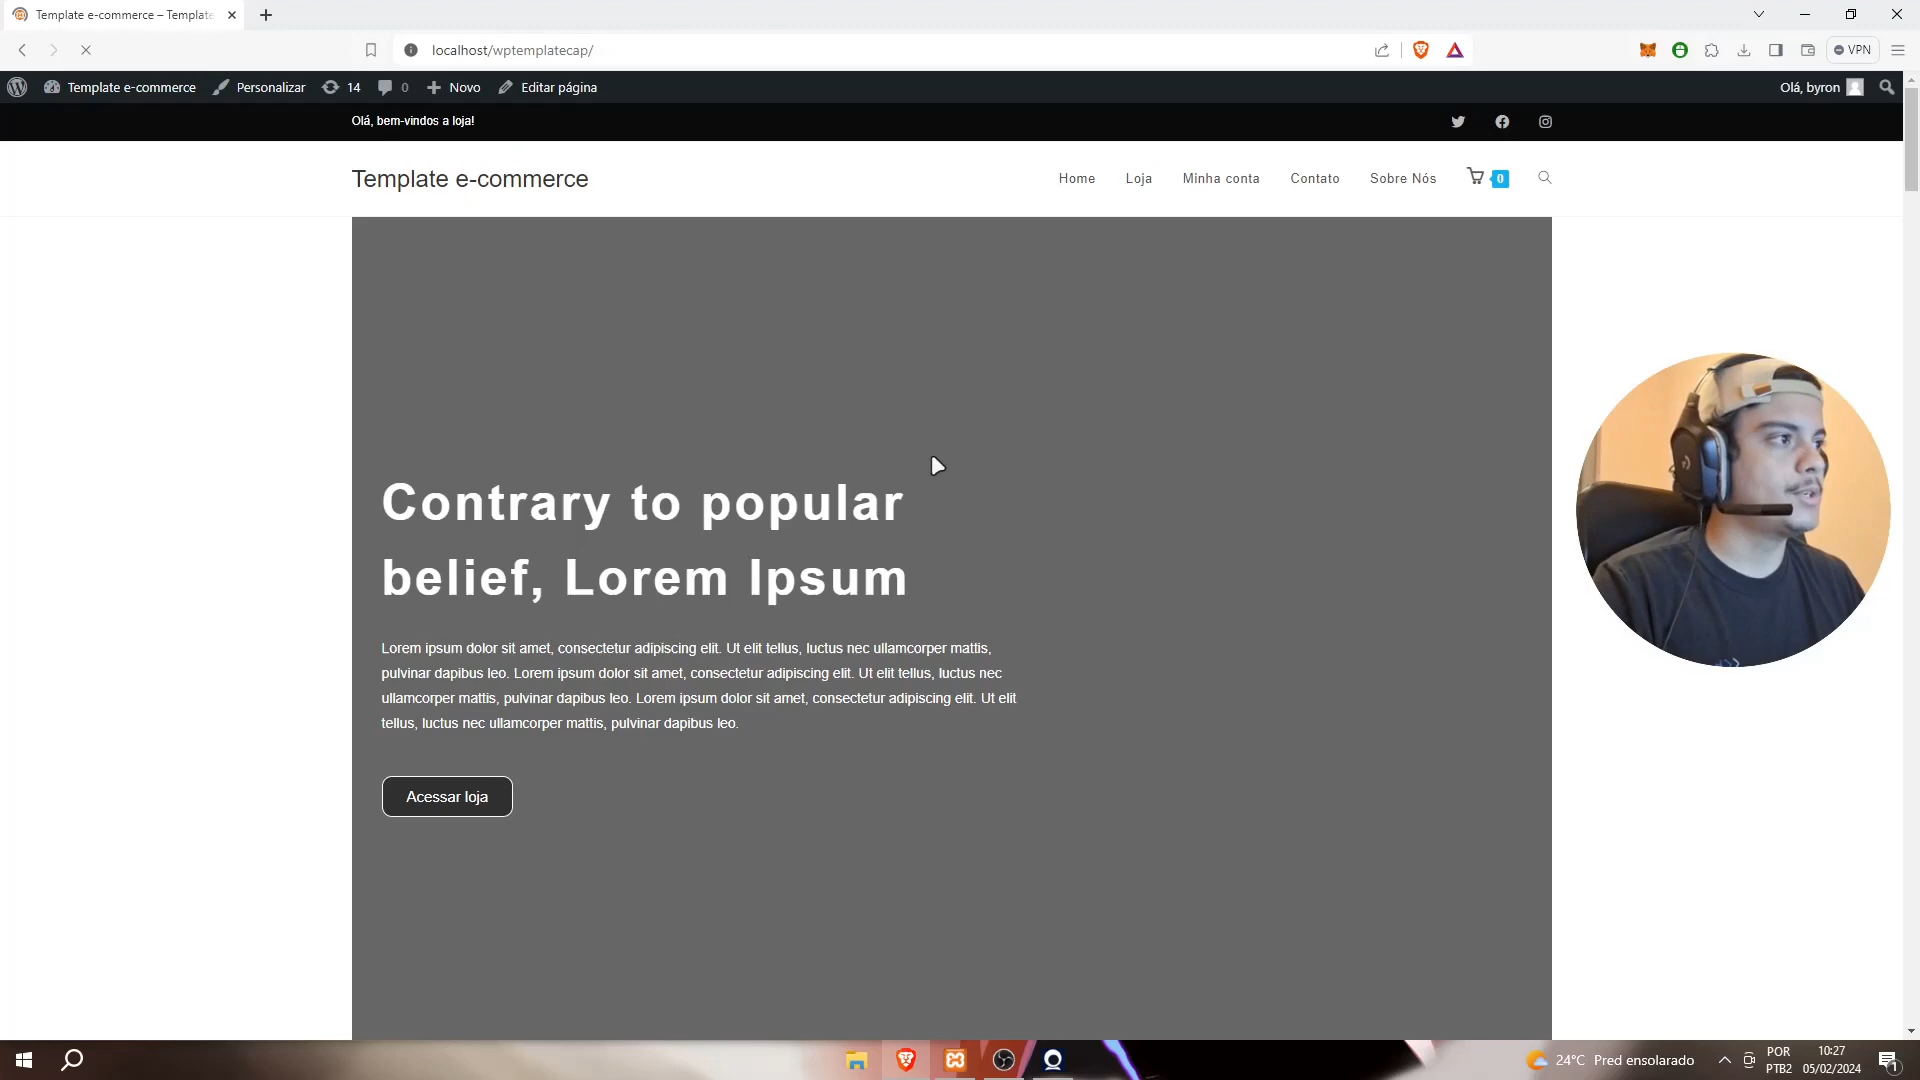 Template e-commerce – Template
localhost/wptemplatecap/
VPN
Template e-commerce
Personalizar
14
0
Novo
Editar página
Olá, byron
Olá, bem-vindos a loja!
Template e-commerce
Home
Loja
Minha conta
Contato
Sobre Nós
0
Contrary to popular
belief, Lorem Ipsum
Lorem ipsum dolor sit amet, consectetur adipiscing elit. Ut elit tellus, luctus nec ullamcorper mattis,
pulvinar dapibus leo. Lorem ipsum dolor sit amet, consectetur adipiscing elit. Ut elit tellus, luctus nec
ullamcorper mattis, pulvinar dapibus leo. Lorem ipsum dolor sit amet, consectetur adipiscing elit. Ut elit
tellus, luctus nec ullamcorper mattis, pulvinar dapibus leo.
Acessar loja
24°C Pred ensolarado
POR
PTB2
10:27
05/02/2024
1